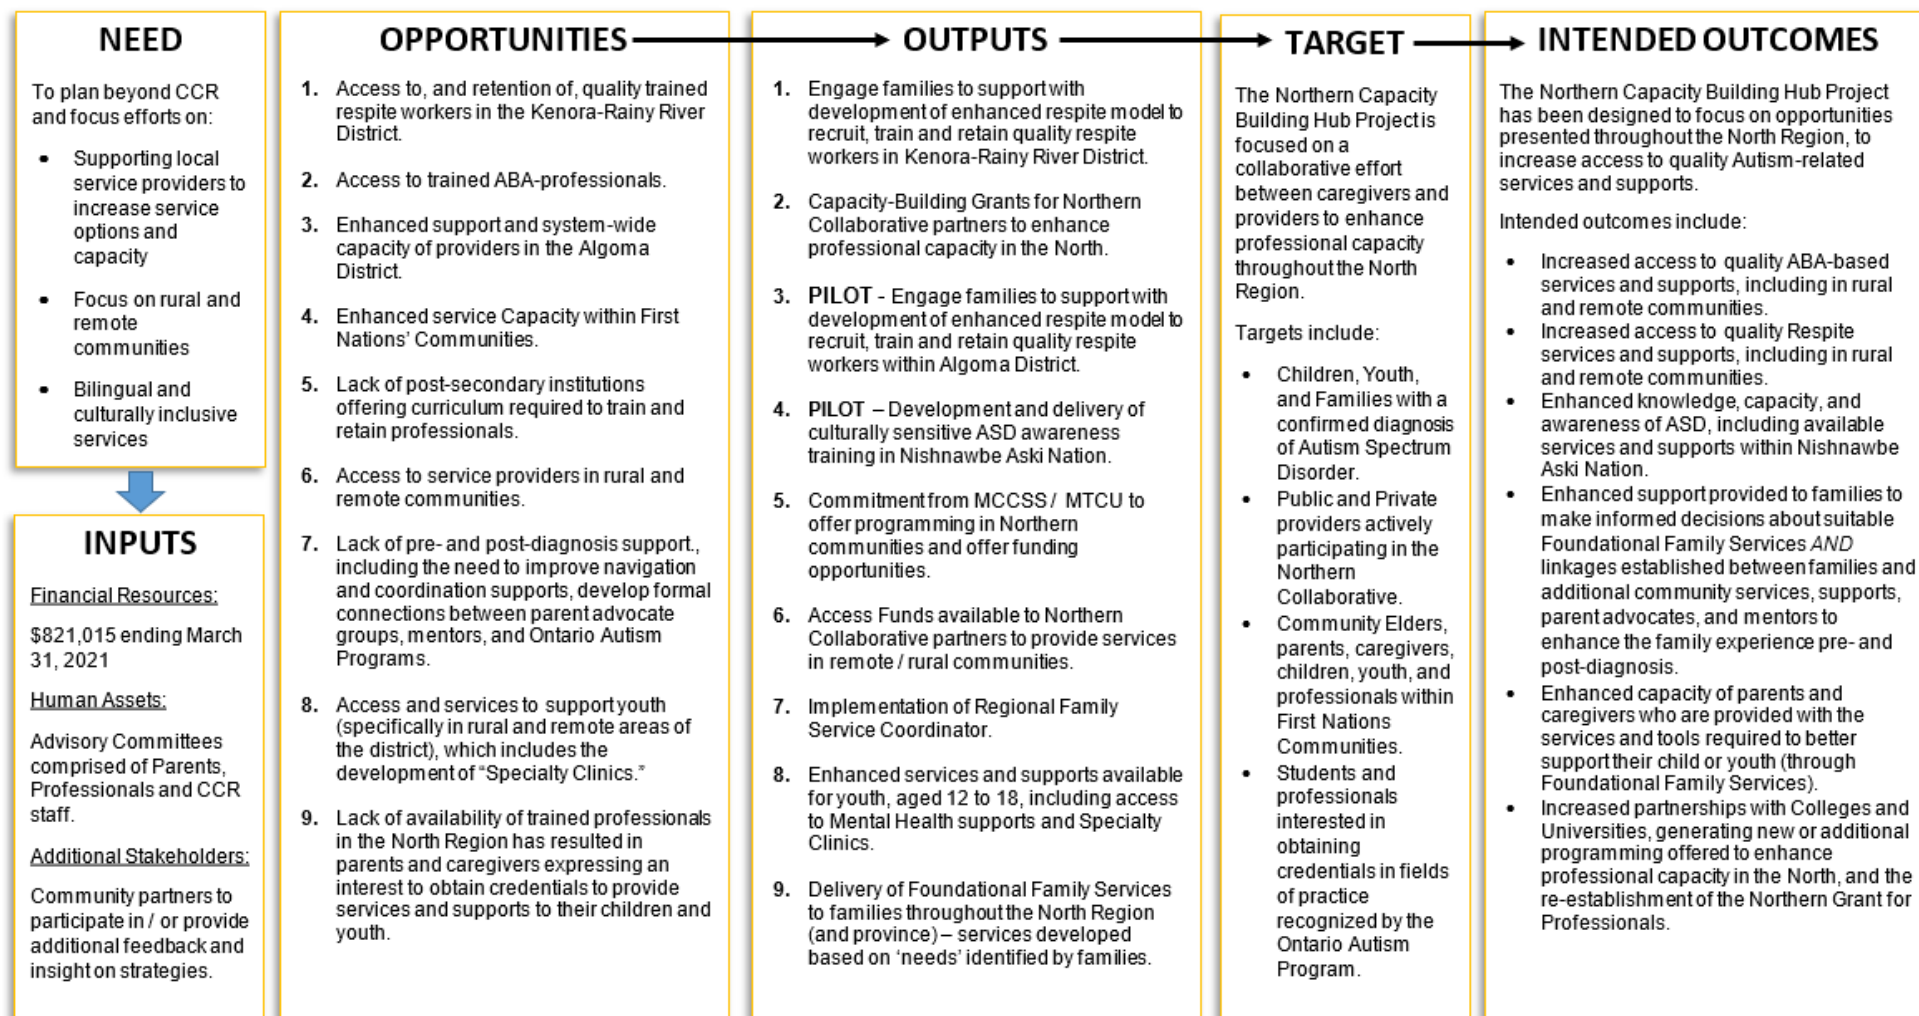 NEED
To plan beyond CCR
and focus efforts on:
• Supporting local
service providers to
increase service
options and
capacity
• Focus on rural and
remote
communities
• Bilingual and
culturally inclusive
services
INPUTS
Financial Resources:
$821,015 ending March
31, 2021
Human Assets:
Advisory Committees
comprised of Parents,
Professionals and CCR
staff.
Additional Stakeholders:
Community partners to
participate in / or provide
additional feedback and
insight on strategies.
OPPORTUNITIES
1. Access to, and retention of, quality trained
respite workers in the Kenora-Rainy River
District.
2. Access to trained ABA-professionals.
3. Enhanced support and system-wide
capacity of providers in the Algoma
District.
4. Enhanced service Capacity within First
Nations' Communities.
5. Lack of post-secondary institutions
offering curriculum required to train and
retain professionals.
6. Access to service providers in rural and
remote communities.
7. Lack of pre- and post-diagnosis support.,
including the need to improve navigation
and coordination supports, develop formal
connections between parent advocate
groups, mentors, and Ontario Autism
Programs.
8. Access and services to support youth
(specifically in rural and remote areas of
the district), which includes the
development of "Specialty Clinics."
9. Lack of availability of trained professionals
in the North Region has resulted in
parents and caregivers expressing an
interest to obtain credentials to provide
services and supports to their children and
youth.
OUTPUTS
1. Engage families to support with
development of enhanced respite model to
recruit, train and retain quality respite
workers in Kenora-Rainy River District.
2. Capacity-Building Grants for Northern
Collaborative partners to enhance
professional capacity in the North.
3. PILOT - Engage families to support with
development of enhanced respite model to
recruit, train and retain quality respite
workers within Algoma District.
4. PILOT – Development and delivery of
culturally sensitive ASD awareness
training in Nishnawbe Aski Nation.
5. Commitment from MCCSS / MTCU to
offer programming in Northern
communities and offer funding
opportunities.
6. Access Funds available to Northern
Collaborative partners to provide services
in remote / rural communities.
7. Implementation of Regional Family
Service Coordinator.
8. Enhanced services and supports available
for youth, aged 12 to 18, including access
to Mental Health supports and Specialty
Clinics.
9. Delivery of Foundational Family Services
to families throughout the North Region
(and province) – services developed
based on 'needs' identified by families.
TARGET
The Northern Capacity
Building Hub Project is
focused on a
collaborative effort
between caregivers and
providers to enhance
professional capacity
throughout the North
Region.
Targets include:
• Children, Youth,
and Families with a
confirmed diagnosis
of Autism Spectrum
Disorder.
• Public and Private
providers actively
participating in the
Northern
Collaborative.
• Community Elders,
parents, caregivers,
children, youth, and
professionals within
First Nations
Communities.
• Students and
professionals
interested in
obtaining
credentials in fields
of practice
recognized by the
Ontario Autism
Program.
INTENDED OUTCOMES
The Northern Capacity Building Hub Project
has been designed to focus on opportunities
presented throughout the North Region, to
increase access to quality Autism-related
services and supports.
Intended outcomes include:
• Increased access to quality ABA-based
services and supports, including in rural
and remote communities.
• Increased access to quality Respite
services and supports, including in rural
and remote communities.
• Enhanced knowledge, capacity, and
awareness of ASD, including available
services and supports within Nishnawbe
Aski Nation.
• Enhanced support provided to families to
make informed decisions about suitable
Foundational Family Services AND
linkages established between families and
additional community services, supports,
parent advocates, and mentors to
enhance the family experience pre- and
post-diagnosis.
• Enhanced capacity of parents and
caregivers who are provided with the
services and tools required to better
support their child or youth (through
Foundational Family Services).
• Increased partnerships with Colleges and
Universities, generating new or additional
programming offered to enhance
professional capacity in the North, and the
re-establishment of the Northern Grant for
Professionals.